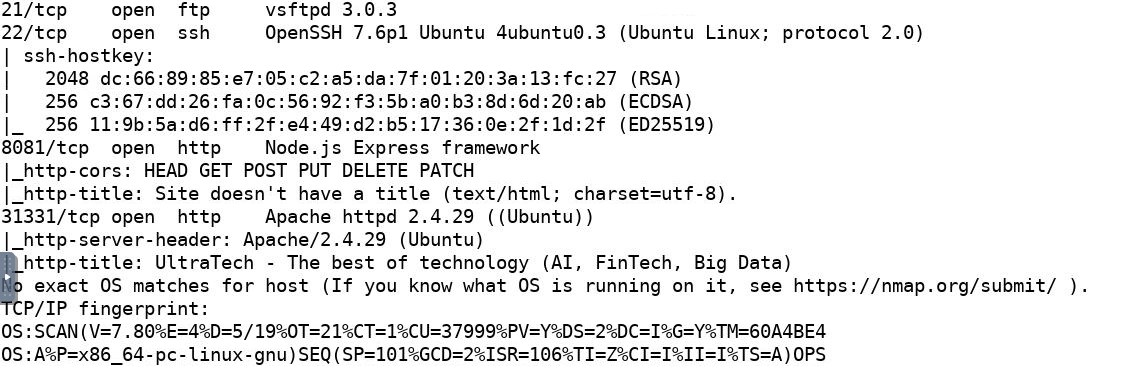 21/tcp    open  ftp     vsftpd 3.0.3
22/tcp    open  ssh     OpenSSH 7.6p1 Ubuntu 4ubuntu0.3 (Ubuntu Linux; protocol 2.0)
| ssh-hostkey:
|   2048 dc:66:89:85:e7:05:c2:a5:da:7f:01:20:3a:13:fc:27 (RSA)
|   256 c3:67:dd:26:fa:0c:56:92:f3:5b:a0:b3:8d:6d:20:ab (ECDSA)
|_  256 11:9b:5a:d6:ff:2f:e4:49:d2:b5:17:36:0e:2f:1d:2f (ED25519)
8081/tcp  open  http    Node.js Express framework
|_http-cors: HEAD GET POST PUT DELETE PATCH
|_http-title: Site doesn't have a title (text/html; charset=utf-8).
31331/tcp open  http    Apache httpd 2.4.29 ((Ubuntu))
|_http-server-header: Apache/2.4.29 (Ubuntu)
|_http-title: UltraTech - The best of technology (AI, FinTech, Big Data)
No exact OS matches for host (If you know what OS is running on it, see https://nmap.org/submit/ ).
TCP/IP fingerprint:
OS:SCAN(V=7.80%E=4%D=5/19%OT=21%CT=1%CU=37999%PV=Y%DS=2%DC=I%G=Y%TM=60A4BE4
OS:A%P=x86_64-pc-linux-gnu)SEQ(SP=101%GCD=2%ISR=106%TI=Z%CI=I%II=I%TS=A)OPS